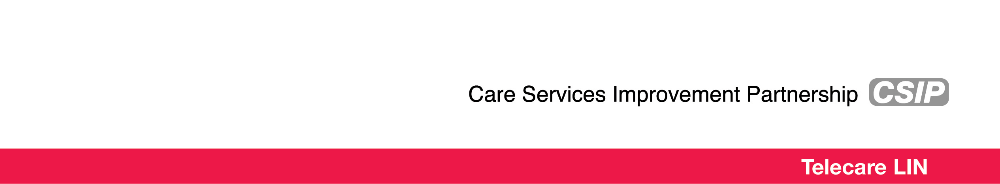 Care Services Improvement Partnership CSIP
Telecare LIN